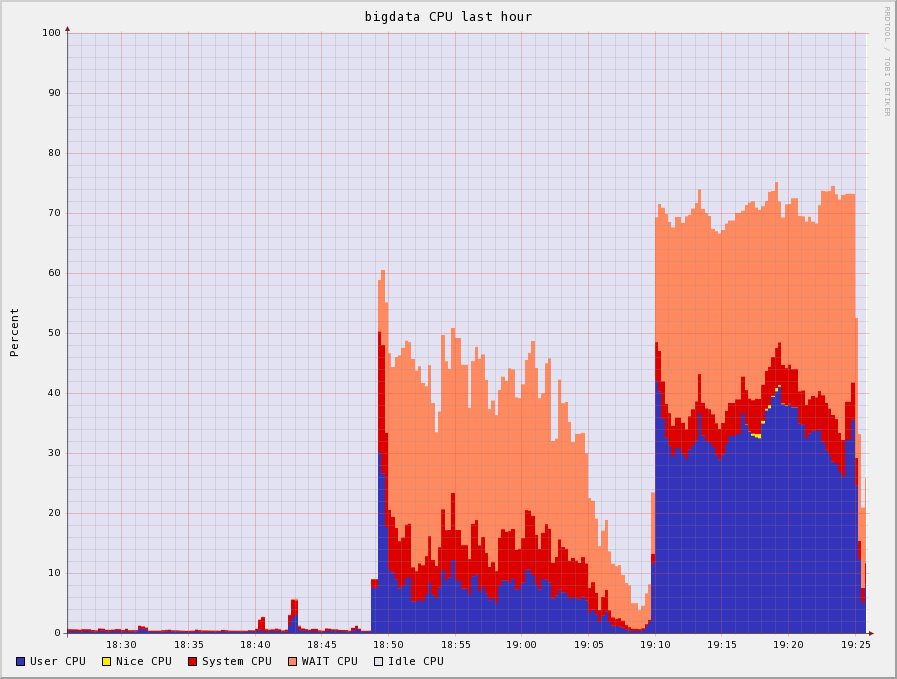 bigdata CPU last hour
RRDTOOL / TOBI OETIKER
Percent
100
90
80
70
60
50
40
30
20
10
0
18:30 18:35 18:40 18:45 18:50 18:55 19:00 19:05 19:10 19:15 19:20 19:25
User CPU Nice CPU System CPU WAIT CPU Idle CPU